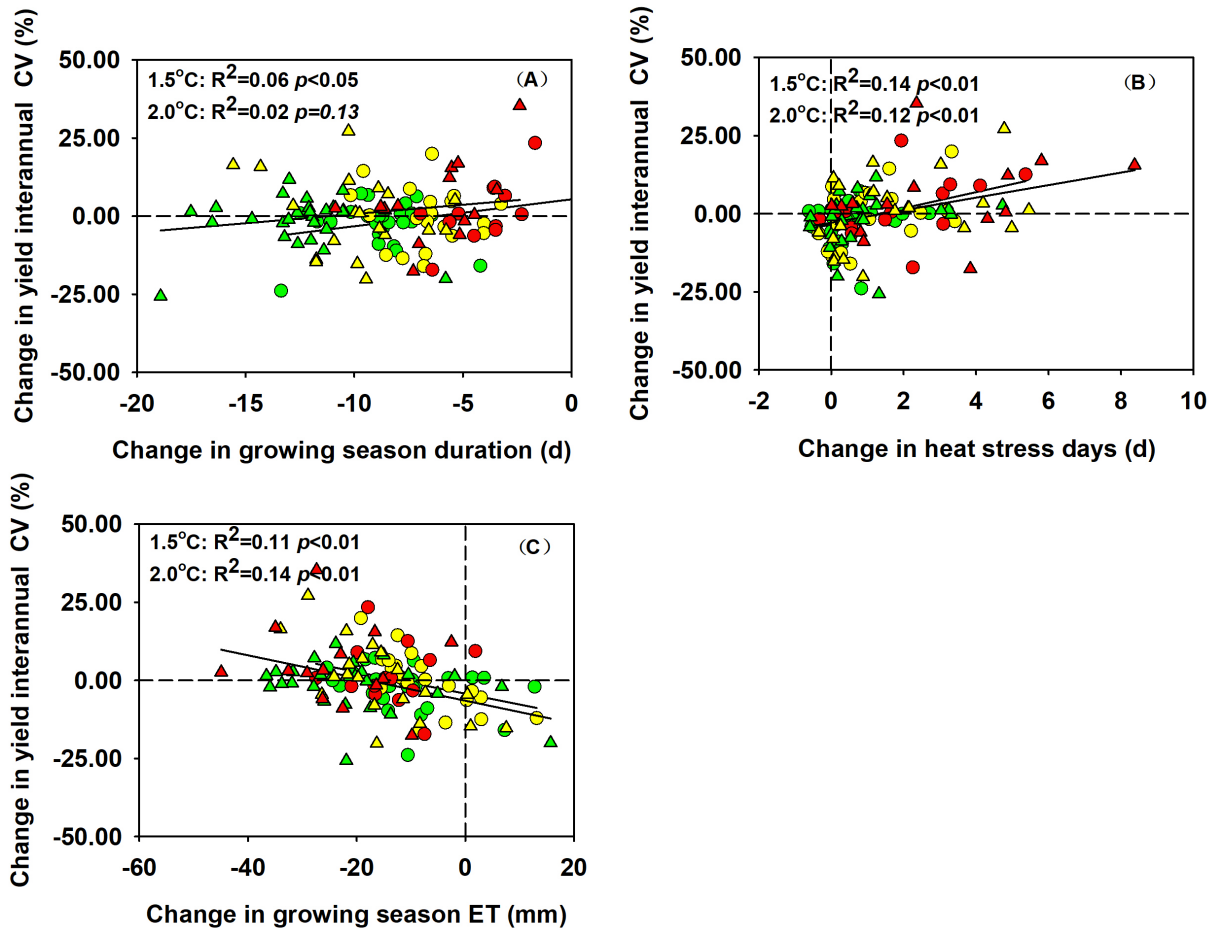 Change in yield interannual CV (%)
50.00
25.00
0.00
-25.00
-50.00
1.5°C: R²=0.06 p<0.05
2.0°C: R²=0.02 p=0.13
(A)
-20 -15 -10 -5 0
Change in growing season duration (d)
Change in yield interannual CV (%)
50.00
25.00
0.00
-25.00
-50.00
1.5°C: R²=0.14 p<0.01
2.0°C: R²=0.12 p<0.01
(B)
-2 0 2 4 6 8 10
Change in heat stress days (d)
Change in yield interannual CV (%)
50.00
25.00
0.00
-25.00
-50.00
1.5°C: R²=0.11 p<0.01
2.0°C: R²=0.14 p<0.01
(C)
-60 -40 -20 0 20
Change in growing season ET (mm)